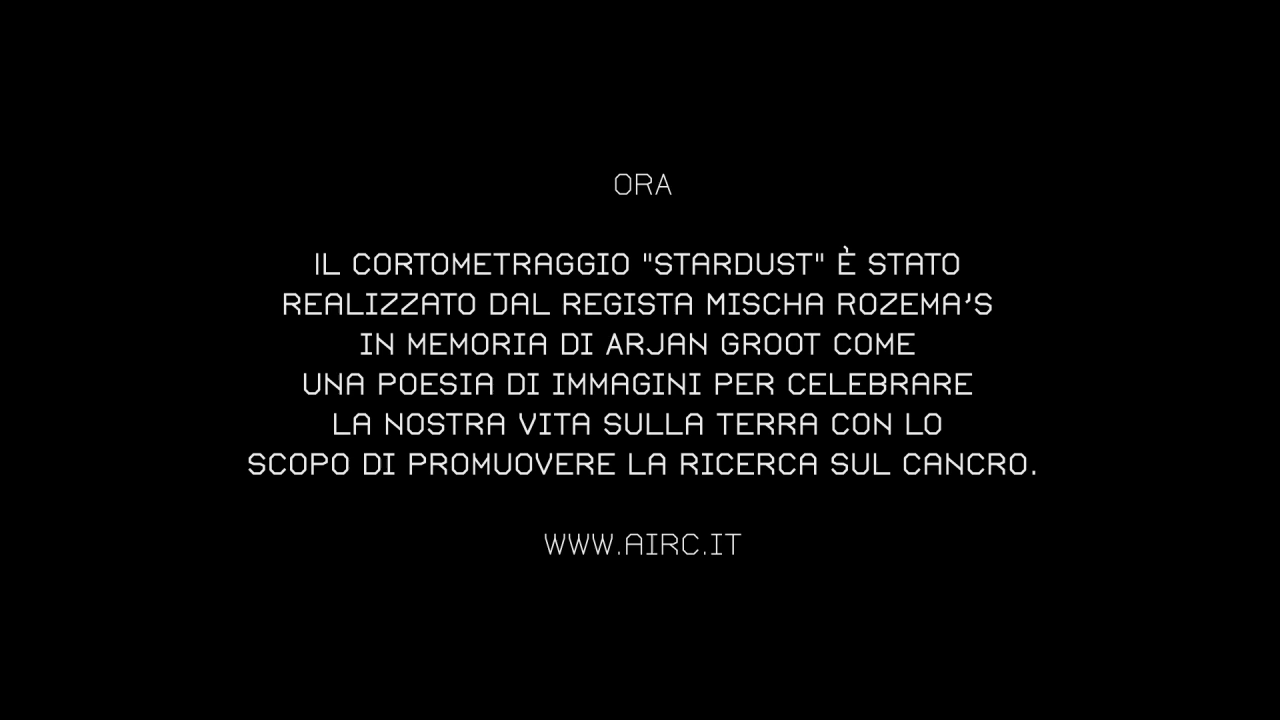 ORA
IL CORTOMETRAGGIO "STARDUST" È STATO
REALIZZATO DAL REGISTA MISCHA ROZEMA'S
IN MEMORIA DI ARJAN GROOT COME
UNA POESIA DI IMMAGINI PER CELEBRARE
LA NOSTRA VITA SULLA TERRA CON LO
SCOPO DI PROMUOVERE LA RICERCA SUL CANCRO.
WWW.AIRC.IT